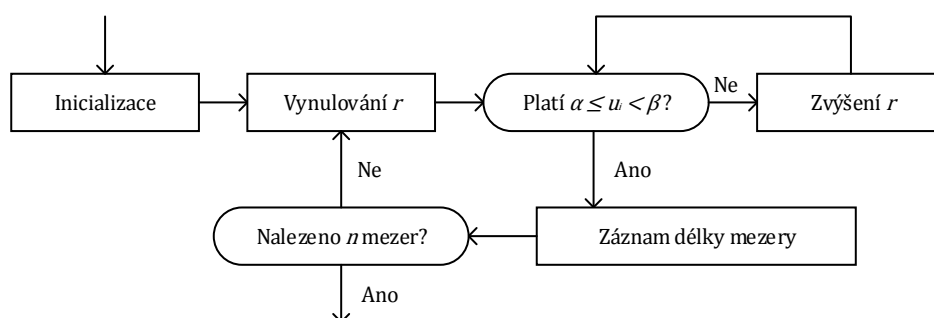 Inicializace
Vynulování r
Platí α ≤ uᵢ < β?
Ne
Zvýšení r
Ne
Ano
Nalezeno n mezer?
Záznam délky mezery
Ano